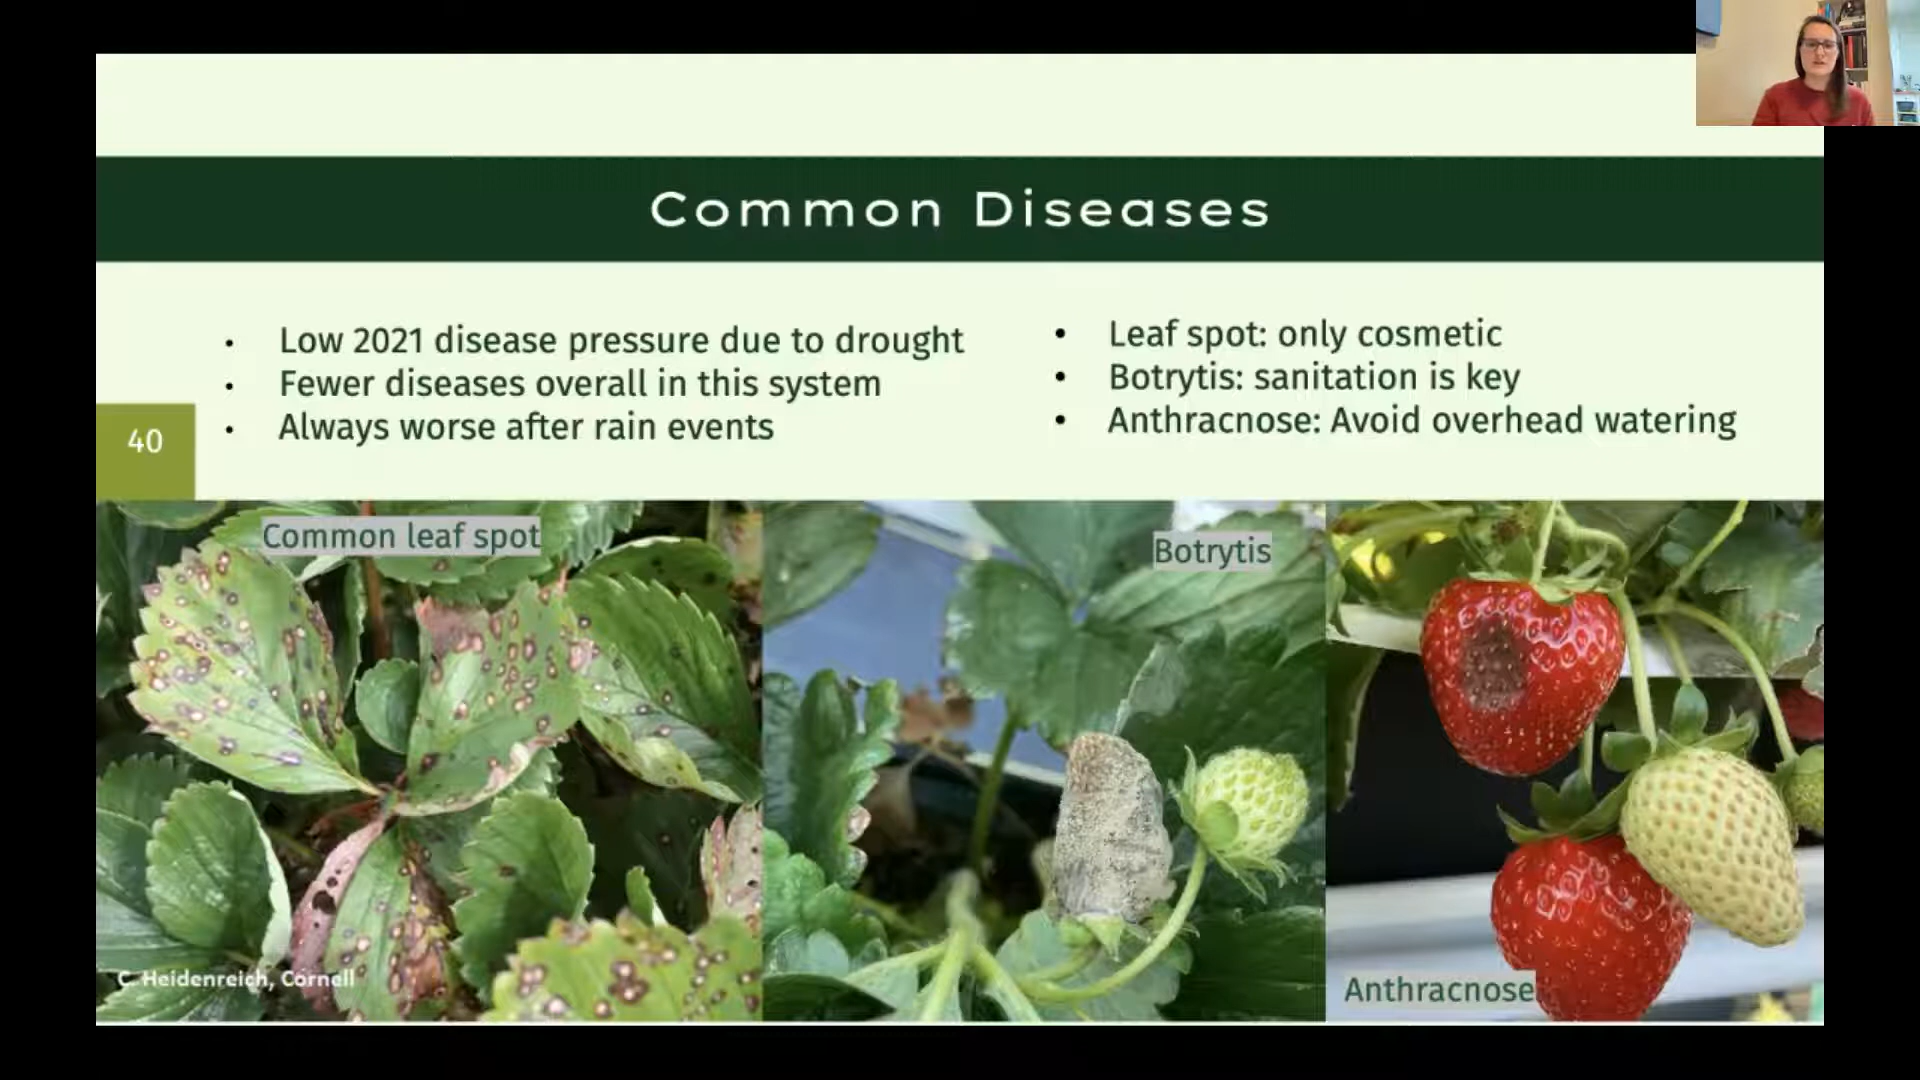 Common Diseases
• Low 2021 disease pressure due to drought
• Fewer diseases overall in this system
• Always worse after rain events
• Leaf spot: only cosmetic
• Botrytis: sanitation is key
• Anthracnose: Avoid overhead watering
40
Common leaf spot
Botrytis
C. Heidenreich, Cornell
Anthracnose